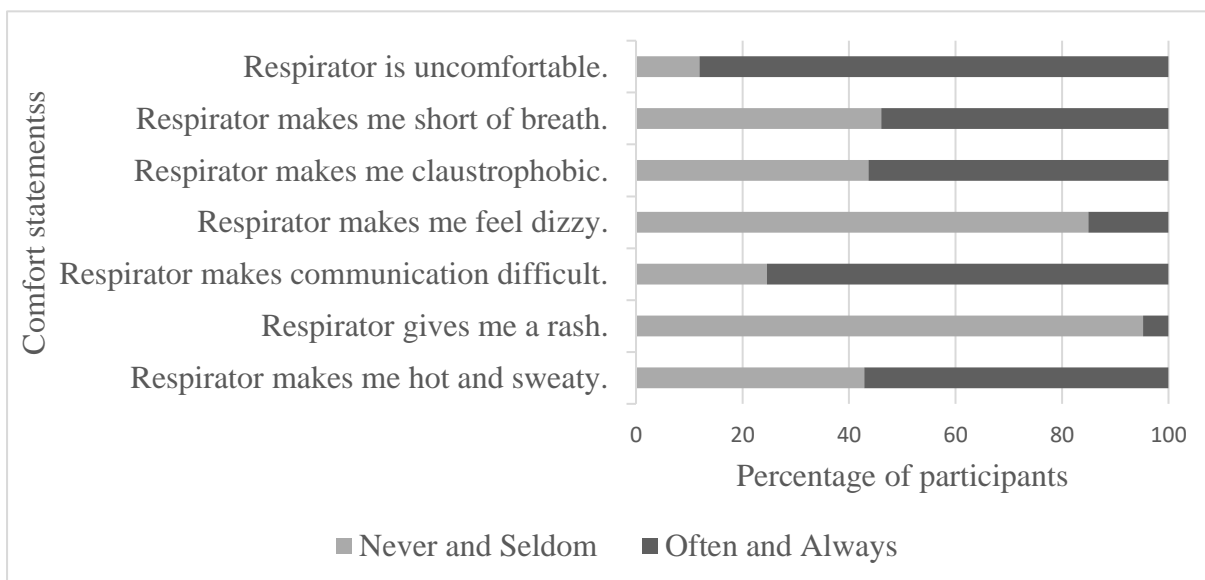 Comfort statementss
Respirator is uncomfortable.
Respirator makes me short of breath.
Respirator makes me claustrophobic.
Respirator makes me feel dizzy.
Respirator makes communication difficult.
Respirator gives me a rash.
Respirator makes me hot and sweaty.
0 20 40 60 80 100
Percentage of participants
Never and Seldom Often and Always